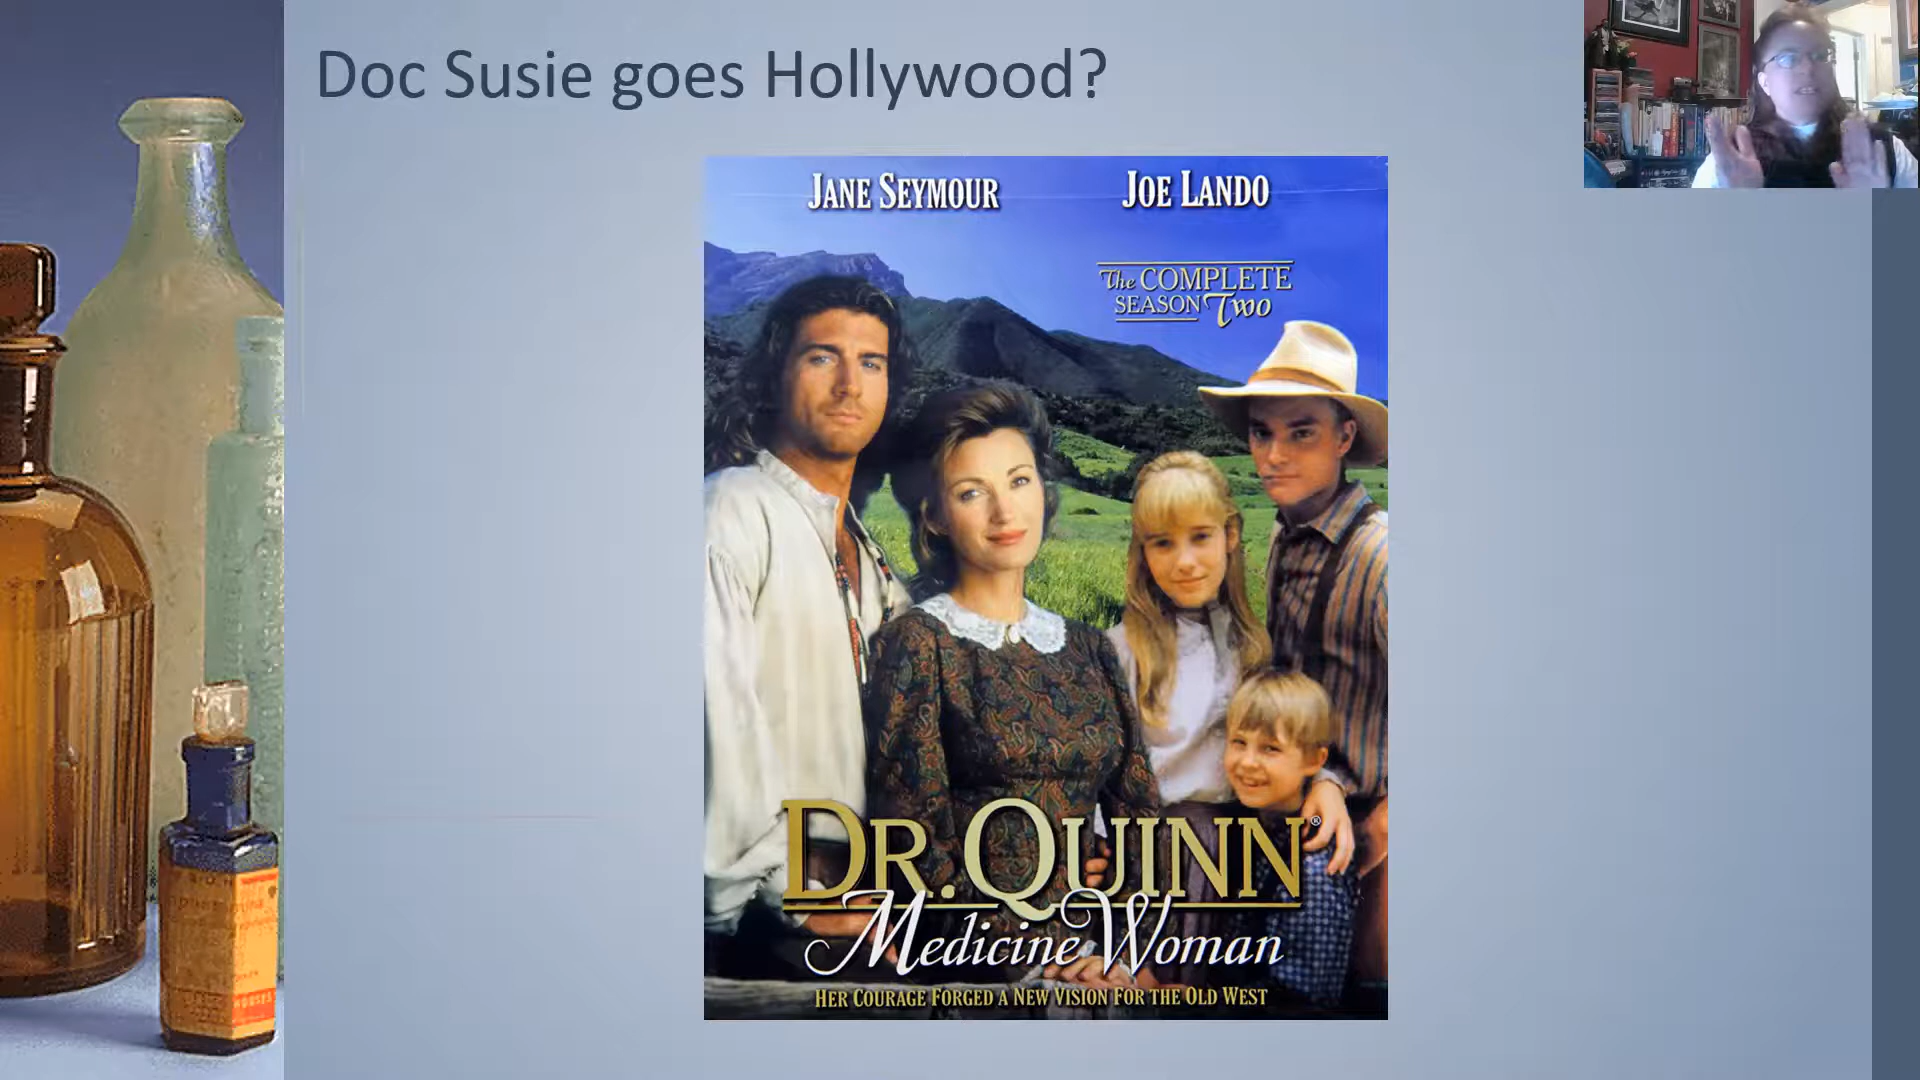 Doc Susie goes Hollywood?
JANE SEYMOUR
JOE LANDO
The COMPLETE
SEASON Two
DR. QUINN®
Medicine Woman
HER COURAGE FORGED A NEW VISION FOR THE OLD WEST